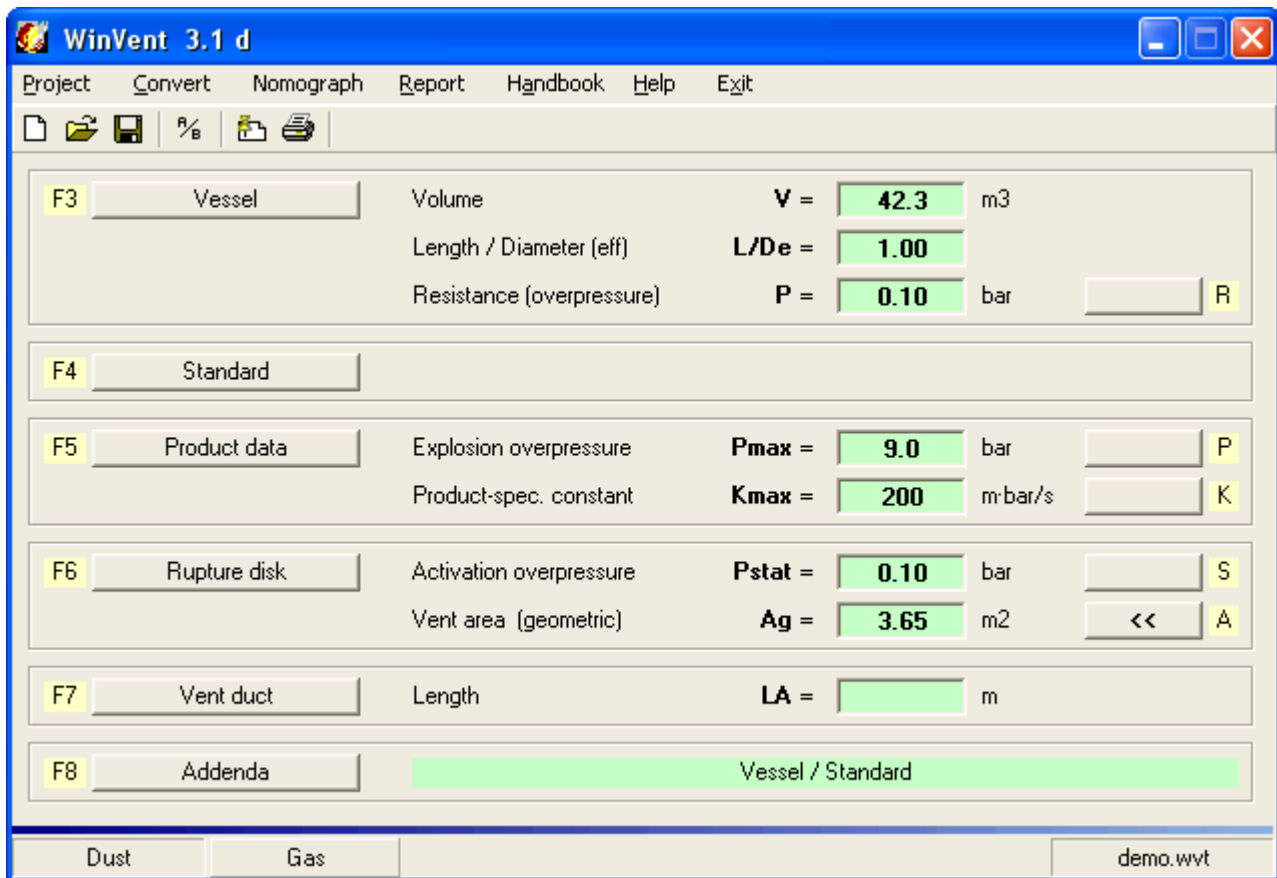 WinVent 3.1 d
Project Convert Nomograph Report Handbook Help Exit
A/B
F3 Vessel Volume V = 42.3 m3
Length / Diameter (eff) L/De = 1.00
Resistance (overpressure) P = 0.10 bar R
F4 Standard
F5 Product data Explosion overpressure Pmax = 9.0 bar P
Product-spec. constant Kmax = 200 m·bar/s K
F6 Rupture disk Activation overpressure Pstat = 0.10 bar S
Vent area (geometric) Ag = 3.65 m2 << A
F7 Vent duct Length LA = m
F8 Addenda Vessel / Standard
Dust Gas demo.wvt